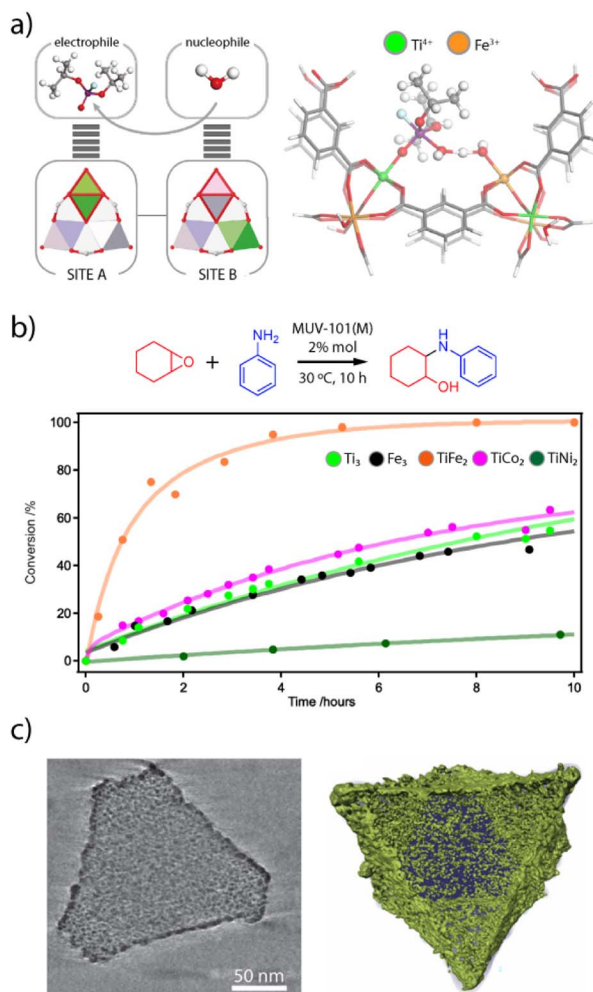 a)
electrophile
nucleophile
Ti⁴⁺
Fe³⁺
SITE A
SITE B
b)
O
+
NH₂
MUV-101(M)
2% mol
30 ºC, 10 h
H
N
OH
Conversion /%
100
80
60
40
20
0
Ti₃
Fe₃
TiFe₂
TiCo₂
TiNi₂
0
2
4
6
8
10
Time /hours
c)
50 nm